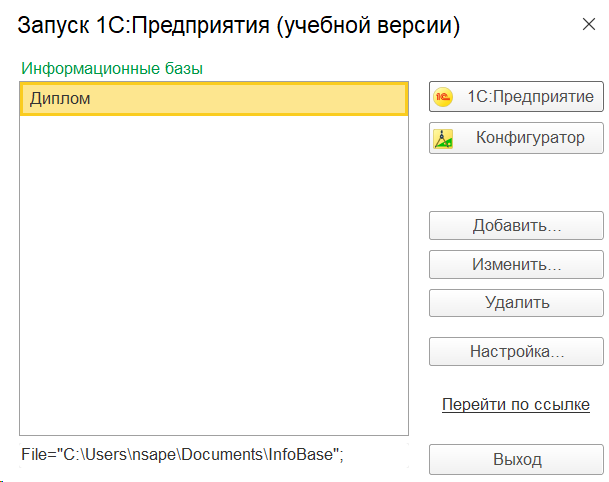 Запуск 1С:Предприятия (учебной версии)
Информационные базы
Диплом
1С:Предприятие
Конфигуратор
Добавить...
Изменить...
Удалить
Настройка...
Перейти по ссылке
File="C:\Users\nsape\Documents\InfoBase";
Выход